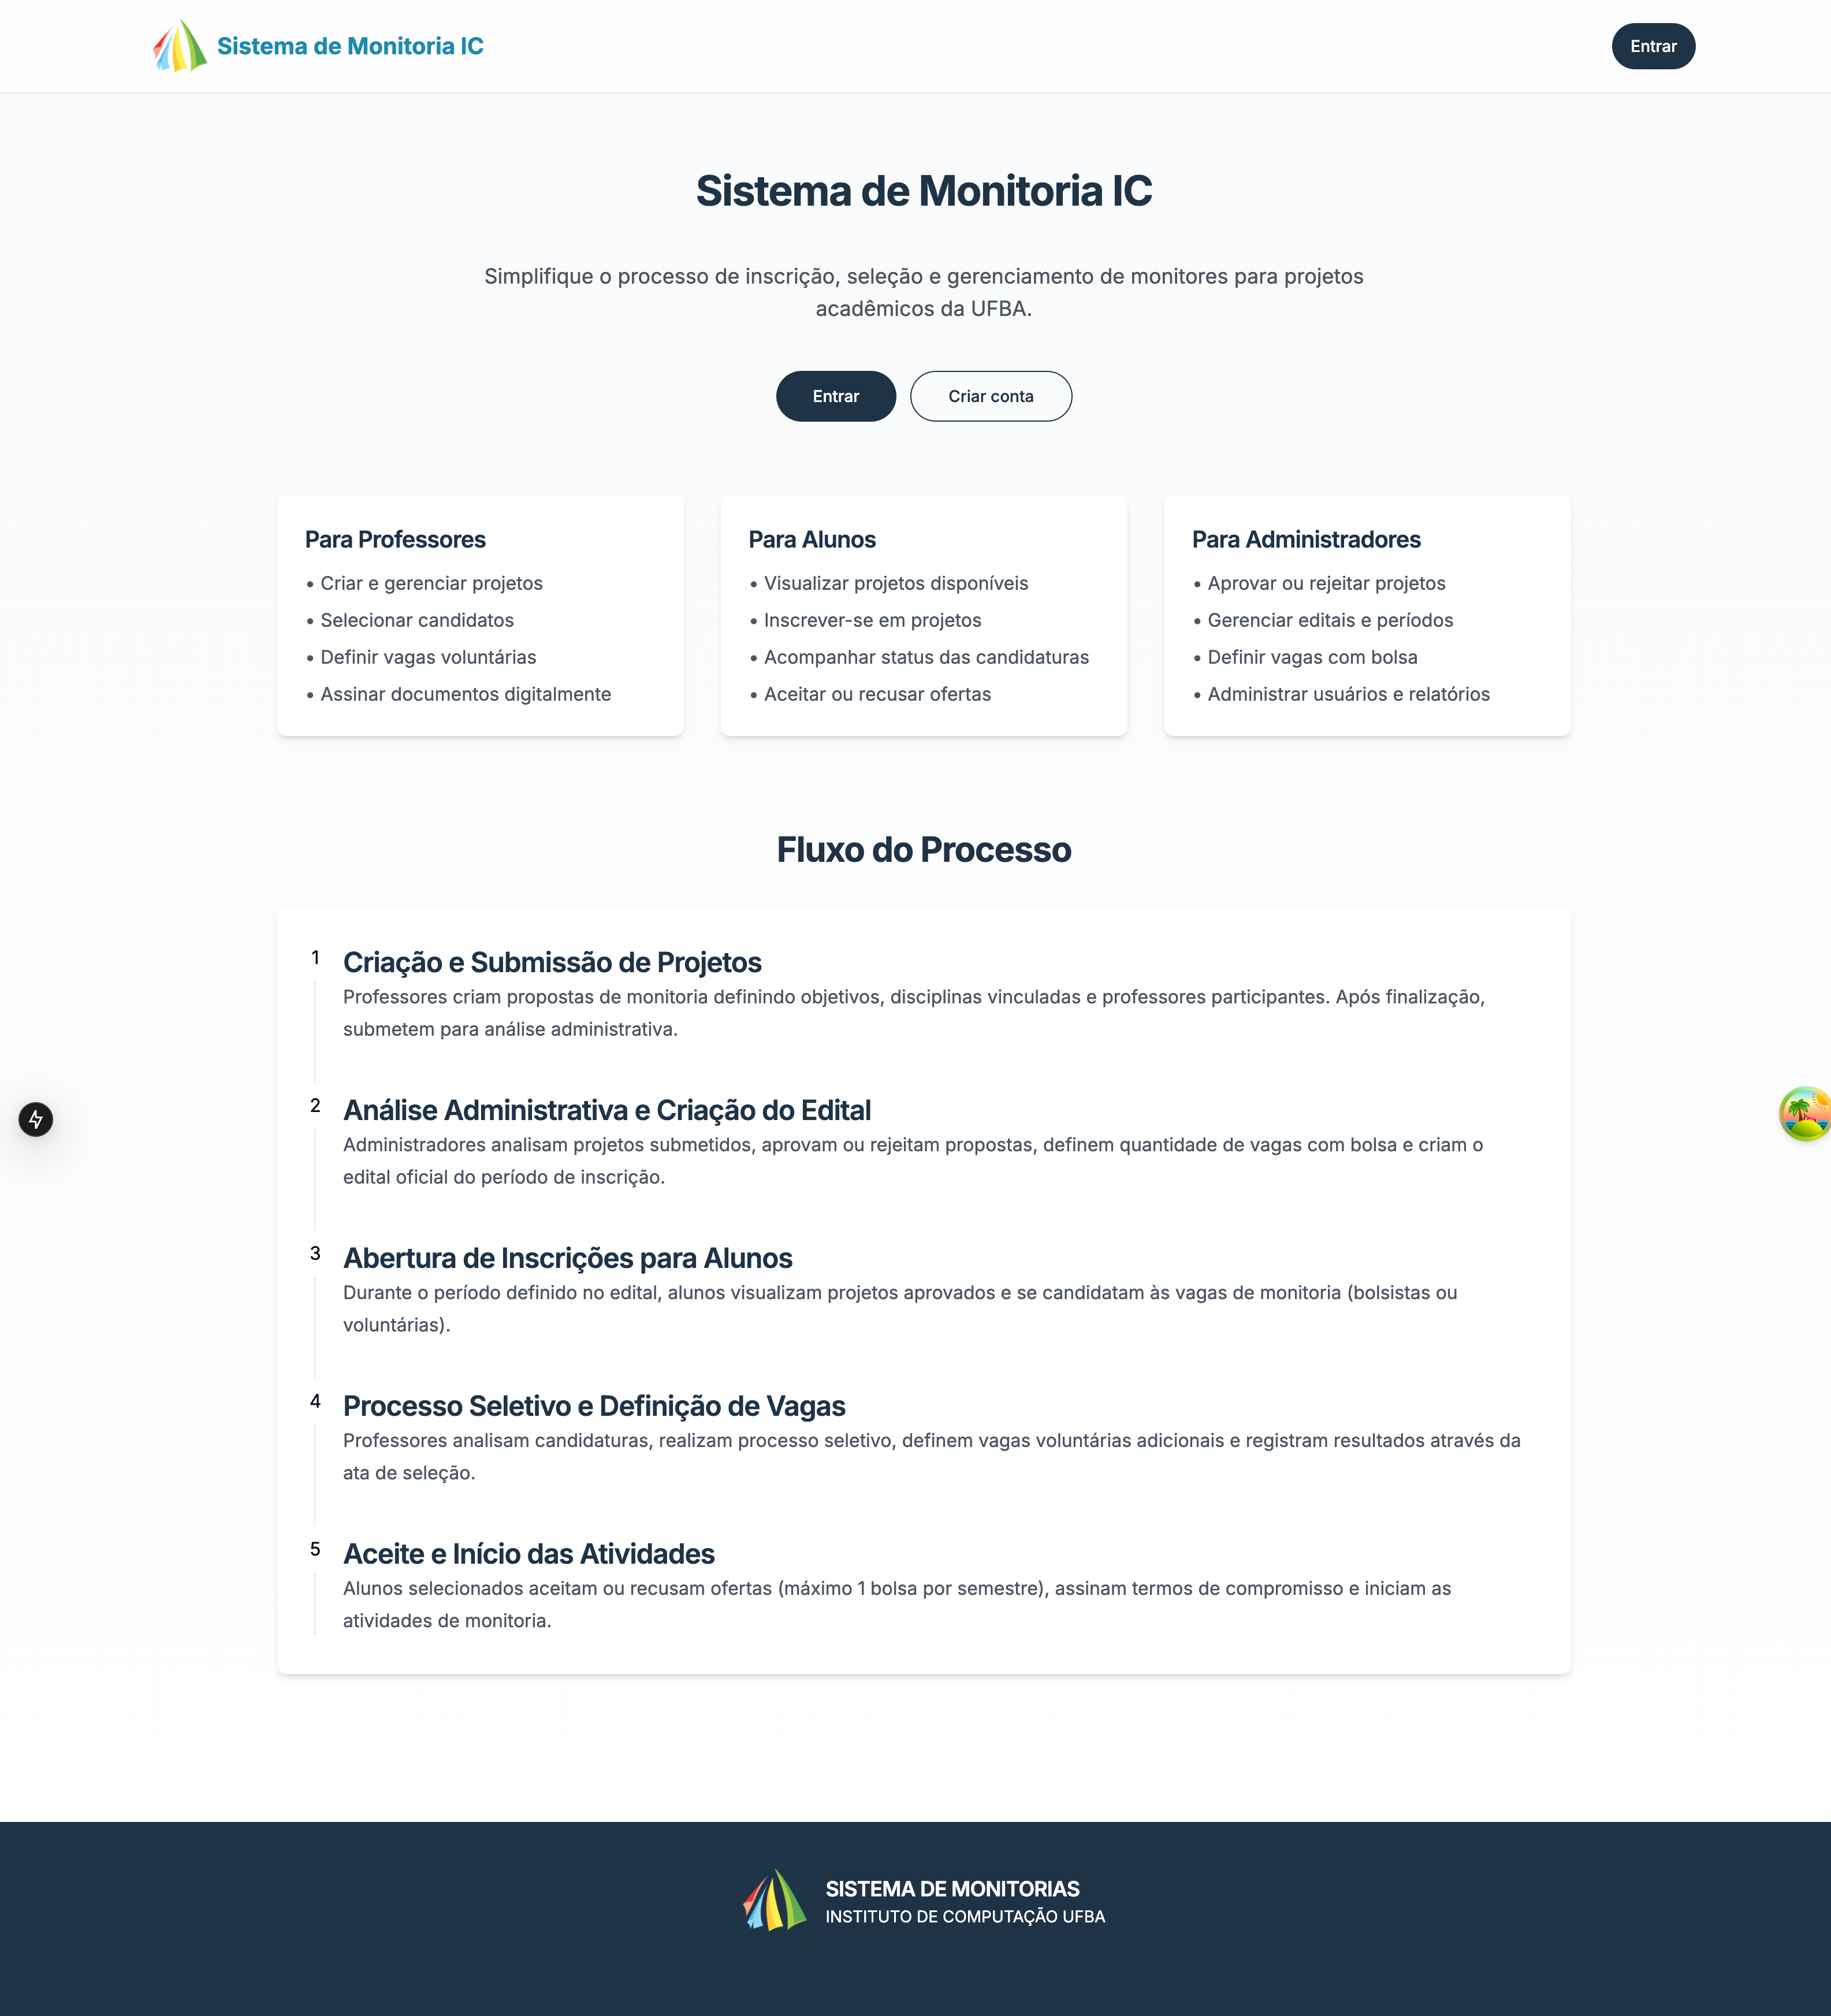 Sistema de Monitoria IC
Entrar
Sistema de Monitoria IC
Simplifique o processo de inscrição, seleção e gerenciamento de monitores para projetos
acadêmicos da UFBA.
Entrar
Criar conta
Para Professores
• Criar e gerenciar projetos
• Selecionar candidatos
• Definir vagas voluntárias
• Assinar documentos digitalmente
Para Alunos
• Visualizar projetos disponíveis
• Inscrever-se em projetos
• Acompanhar status das candidaturas
• Aceitar ou recusar ofertas
Para Administradores
• Aprovar ou rejeitar projetos
• Gerenciar editais e períodos
• Definir vagas com bolsa
• Administrar usuários e relatórios
Fluxo do Processo
1 Criação e Submissão de Projetos
Professores criam propostas de monitoria definindo objetivos, disciplinas vinculadas e professores participantes. Após finalização,
submetem para análise administrativa.
2 Análise Administrativa e Criação do Edital
Administradores analisam projetos submetidos, aprovam ou rejeitam propostas, definem quantidade de vagas com bolsa e criam o
edital oficial do período de inscrição.
3 Abertura de Inscrições para Alunos
Durante o período definido no edital, alunos visualizam projetos aprovados e se candidatam às vagas de monitoria (bolsistas ou
voluntárias).
4 Processo Seletivo e Definição de Vagas
Professores analisam candidaturas, realizam processo seletivo, definem vagas voluntárias adicionais e registram resultados através da
ata de seleção.
5 Aceite e Início das Atividades
Alunos selecionados aceitam ou recusam ofertas (máximo 1 bolsa por semestre), assinam termos de compromisso e iniciam as
atividades de monitoria.
SISTEMA DE MONITORIAS
INSTITUTO DE COMPUTAÇÃO UFBA